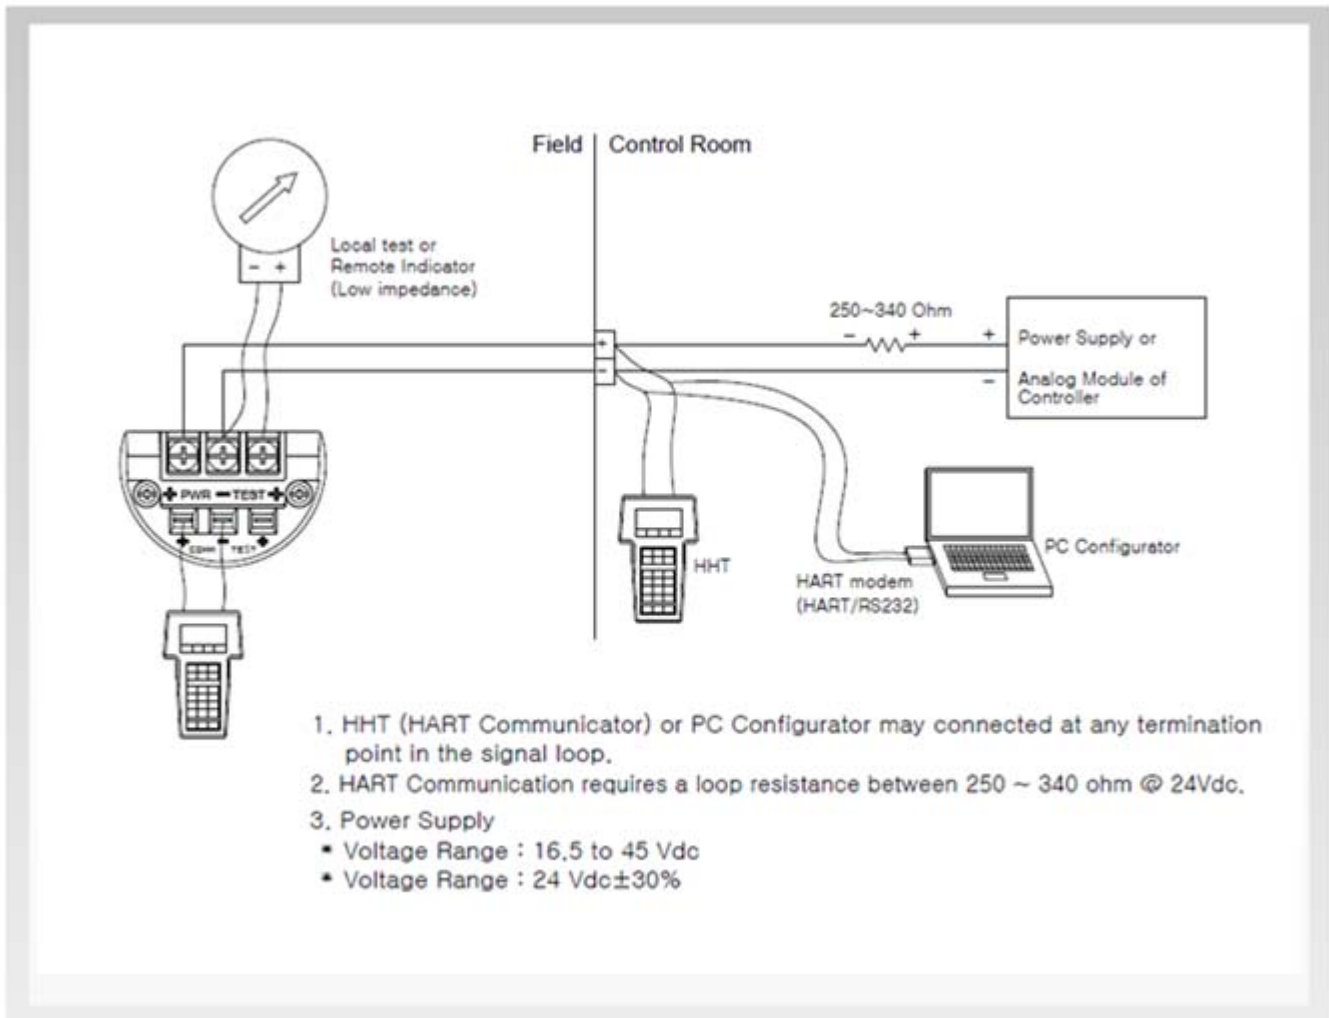 Field
Control Room
Local test or
Remote Indicator
(Low impedance)
- +
250~340 Ohm
- +
+
Power Supply or
-
Analog Module of
Controller
+
-
+ PWR - TEST +
+ - +
COMM TEST
HHT
PC Configurator
HART modem
(HART/RS232)
1. HHT (HART Communicator) or PC Configurator may connected at any termination
point in the signal loop.
2. HART Communication requires a loop resistance between 250 ~ 340 ohm @ 24Vdc.
3. Power Supply
* Voltage Range : 16.5 to 45 Vdc
* Voltage Range : 24 Vdc±30%